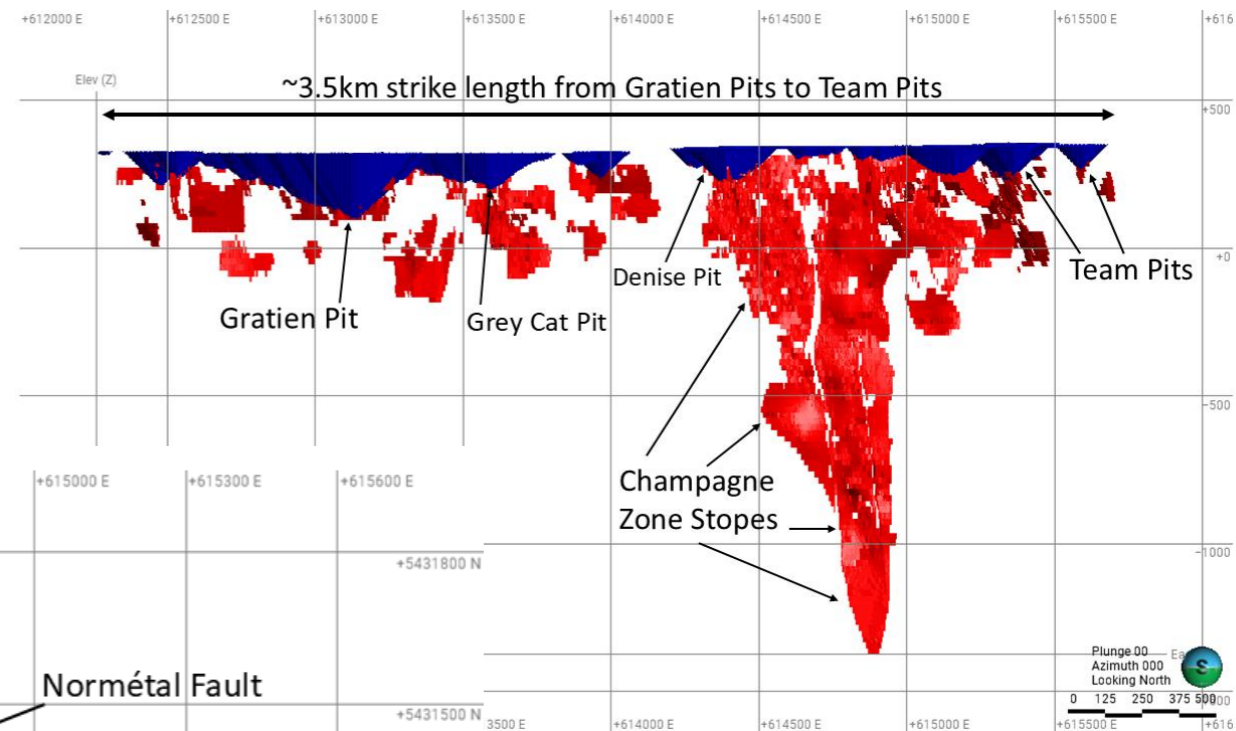 +612000 E
+612500 E
+613000 E
+613500 E
+614000 E
+614500 E
+615000 E
+615500 E
+616
Elev (Z)
~3.5km strike length from Gratien Pits to Team Pits
+500
Denise Pit
Team Pits
+0
Gratien Pit
Grey Cat Pit
-500
Champagne
Zone Stopes
+615000 E
+615300 E
+615600 E
-1000
+5431800 N
Plunge 00
Azimuth 000
Looking North
S
0 125 250 375 500
Normétal Fault
+5431500 N
3500 E
+614000 E
+614500 E
+615000 E
+615500 E
+616